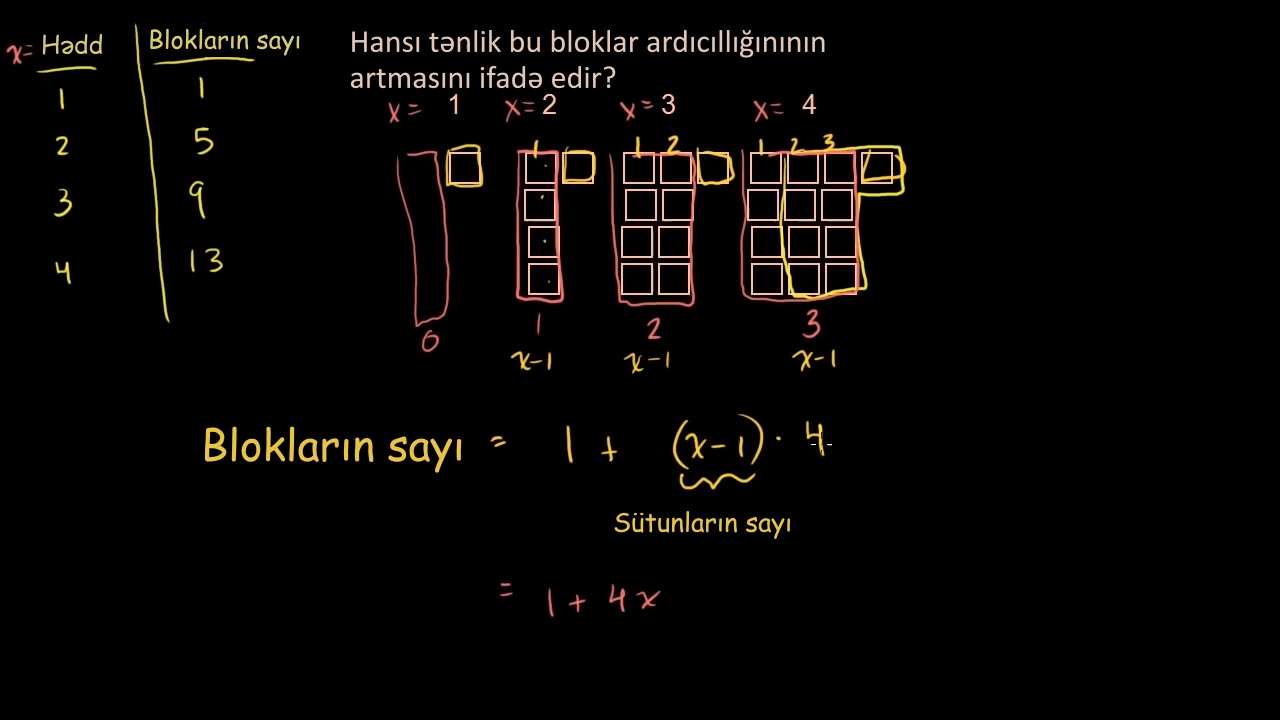 x= Hədd Blokların sayı
1 1
2 5
3 9
4 13
Hansı tənlik bu bloklar ardıcıllığınının
artmasını ifadə edir?
x= 1 x= 2 x= 3 x= 4
1 1 2 1 2 3
0 1 2 3
x-1 x-1 x-1
Blokların sayı = 1 + (x-1) · 4
Sütunların sayı
= 1 + 4x